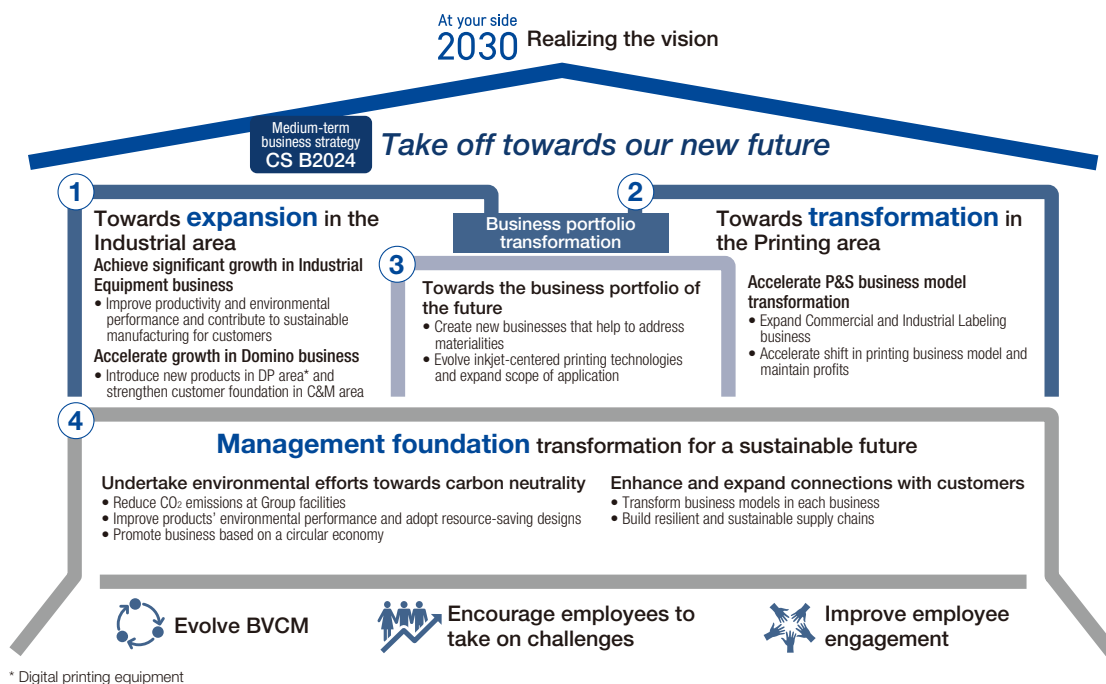 At your side
2030 Realizing the vision
Medium-term
business strategy
CS B2024
Take off towards our new future
1
Towards expansion in the
Industrial area
Achieve significant growth in Industrial
Equipment business
• Improve productivity and environmental
performance and contribute to sustainable
manufacturing for customers
Accelerate growth in Domino business
• Introduce new products in DP area* and
strengthen customer foundation in C&M area
Business portfolio
transformation
2
Towards transformation in
the Printing area
Accelerate P&S business model
transformation
• Expand Commercial and Industrial Labeling
business
• Accelerate shift in printing business model and
maintain profits
3
Towards the business portfolio of
the future
• Create new businesses that help to address
materialities
• Evolve inkjet-centered printing technologies
and expand scope of application
4
Management foundation transformation for a sustainable future
Undertake environmental efforts towards carbon neutrality
• Reduce CO₂ emissions at Group facilities
• Improve products' environmental performance and adopt resource-saving designs
• Promote business based on a circular economy
Enhance and expand connections with customers
• Transform business models in each business
• Build resilient and sustainable supply chains
Evolve BVCM
Encourage employees to
take on challenges
Improve employee
engagement
* Digital printing equipment